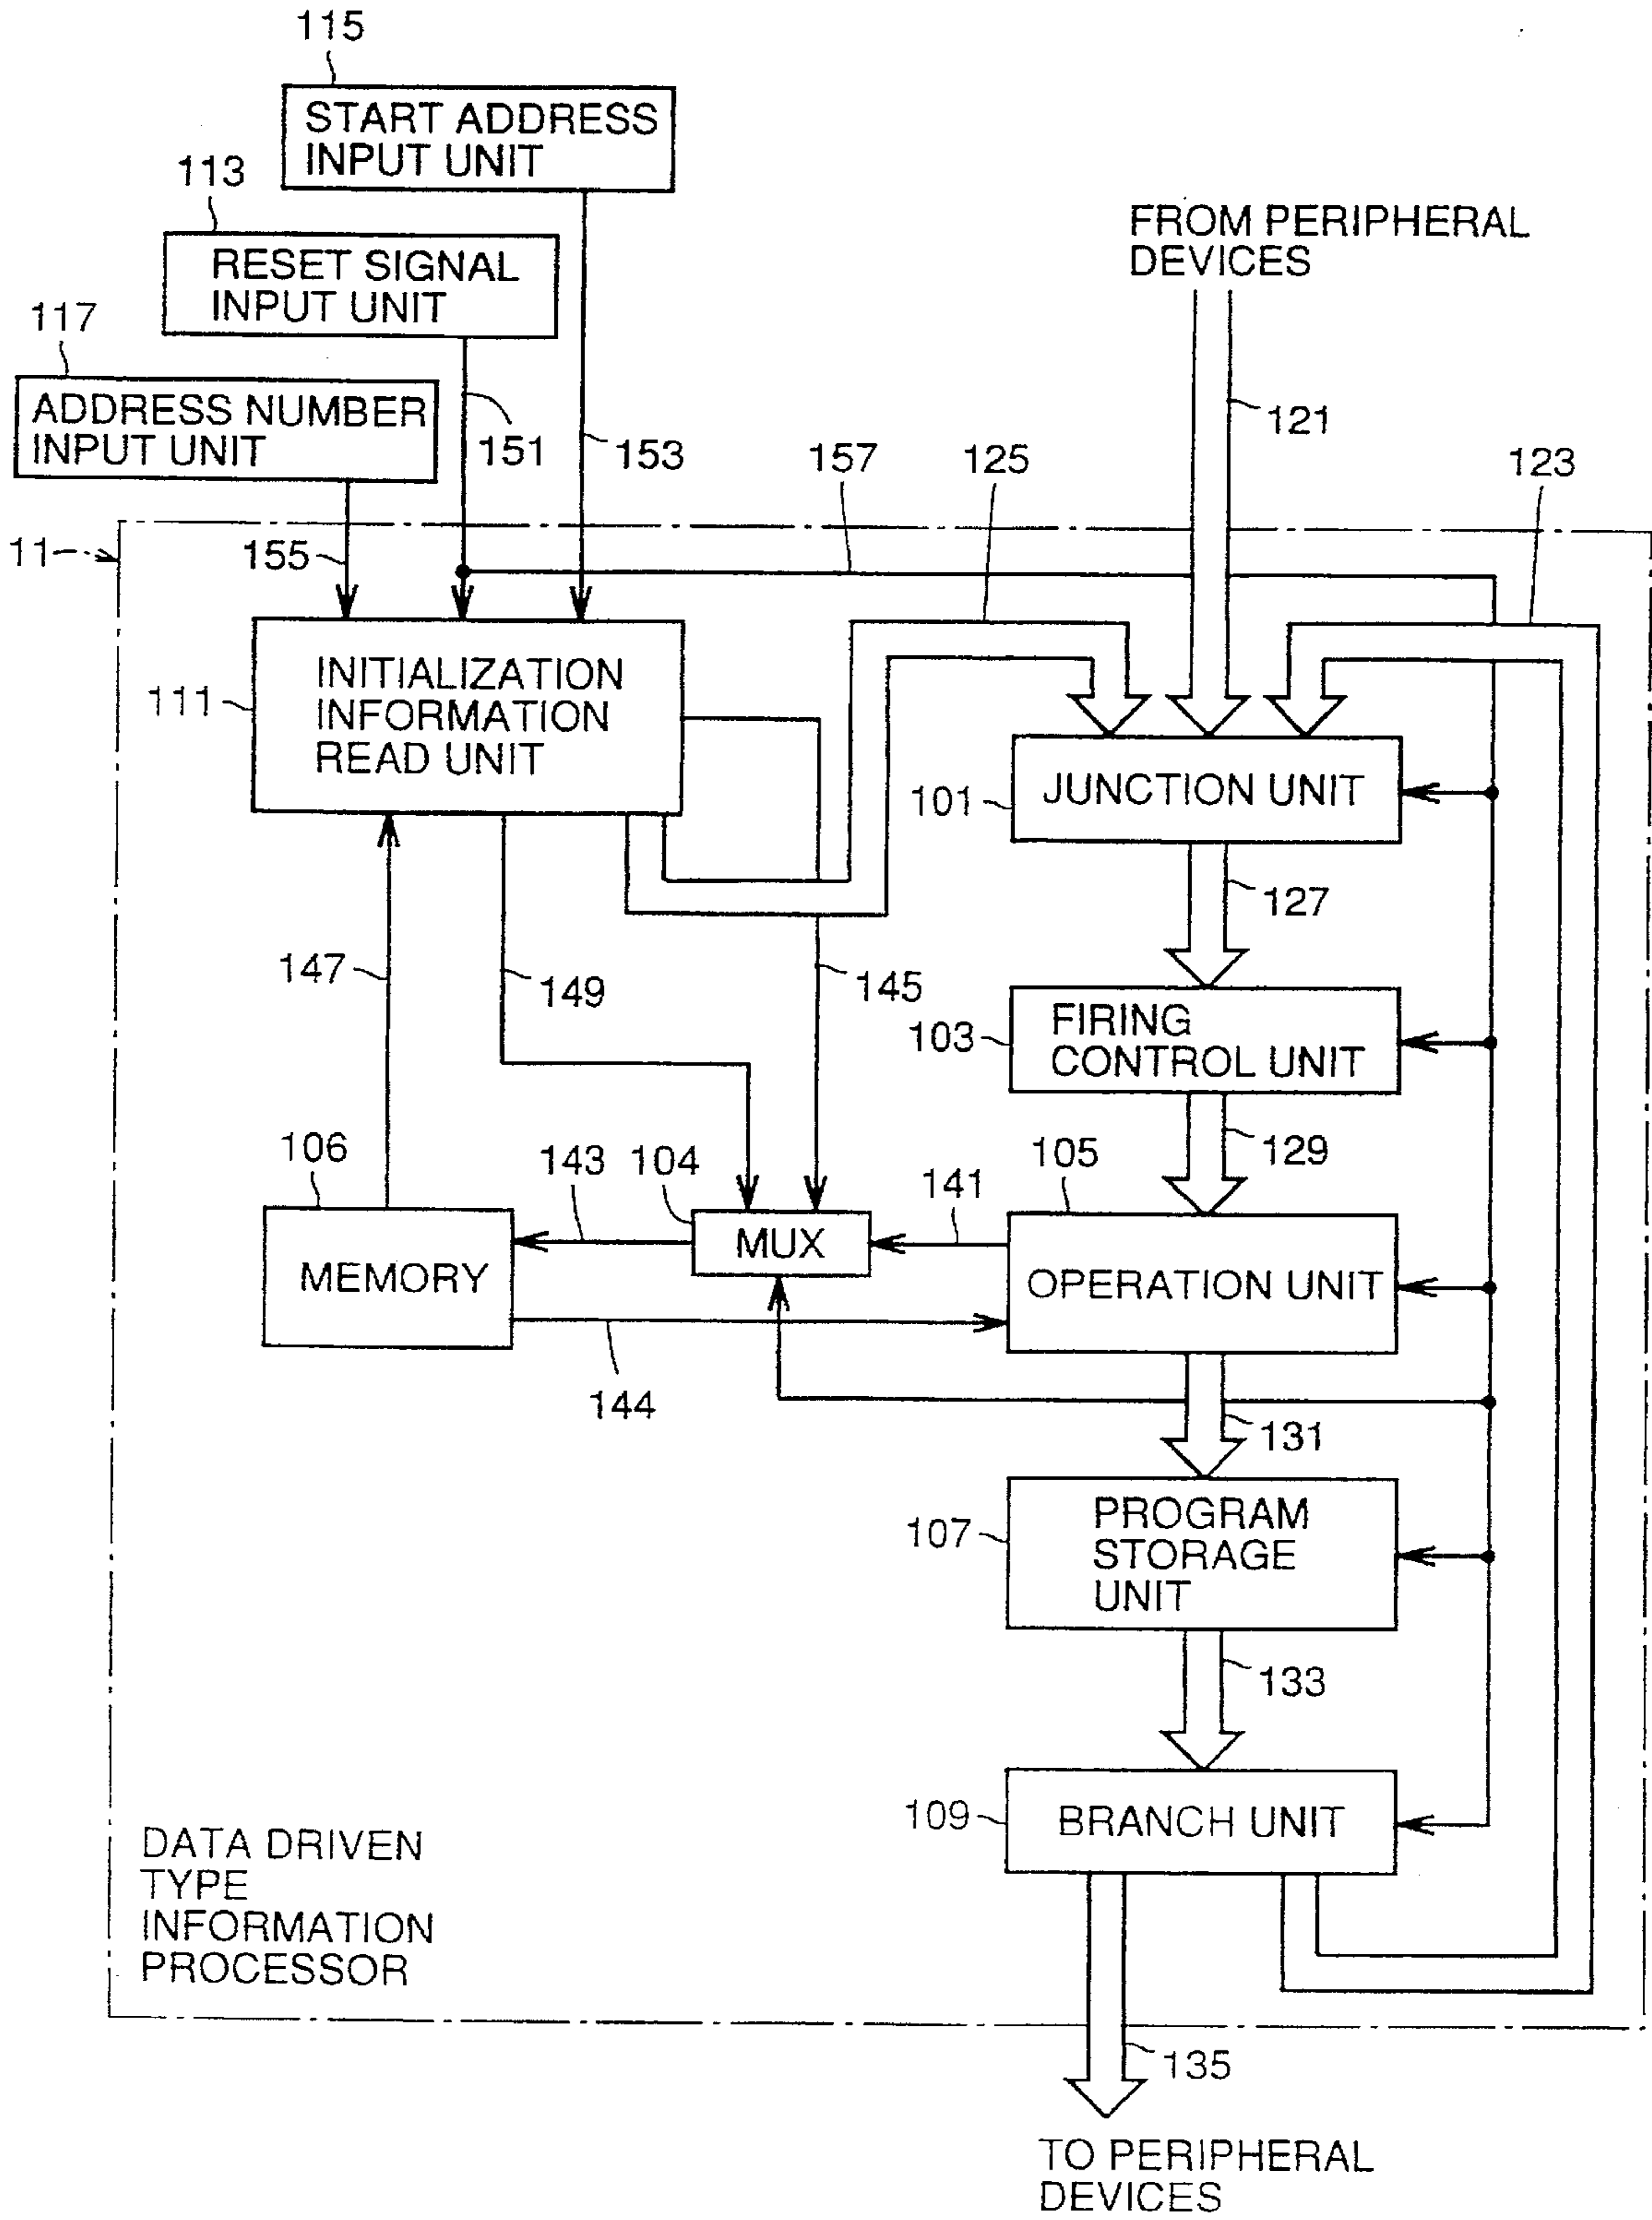 115
START ADDRESS
INPUT UNIT
113
RESET SIGNAL
INPUT UNIT
117
ADDRESS NUMBER
INPUT UNIT
FROM PERIPHERAL
DEVICES
151
153
121
157
125
123
11
155
111
INITIALIZATION
INFORMATION
READ UNIT
101
JUNCTION UNIT
127
147
149
145
103
FIRING
CONTROL UNIT
129
106
143
104
141
105
MEMORY
MUX
OPERATION UNIT
144
131
107
PROGRAM
STORAGE
UNIT
133
109
BRANCH UNIT
DATA DRIVEN
TYPE
INFORMATION
PROCESSOR
135
TO PERIPHERAL
DEVICES